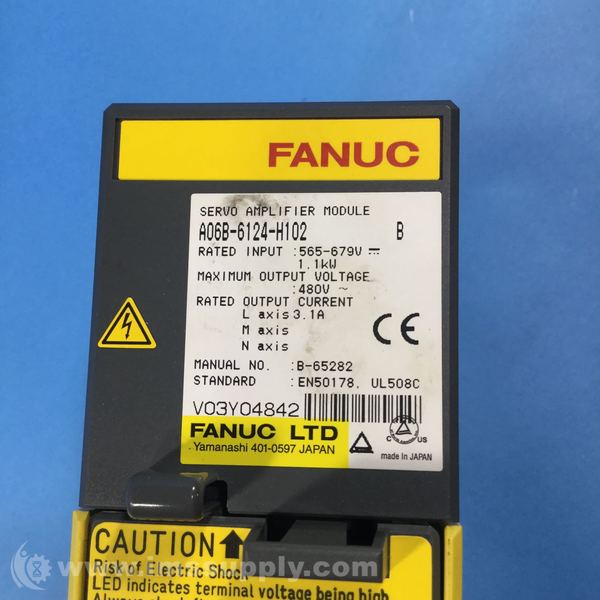 FANUC
SERVO AMPLIFIER MODULE
A06B-6124-H102 B
RATED INPUT :565-679V
1.1kW
MAXIMUM OUTPUT VOLTAGE
:480V ~
RATED OUTPUT CURRENT
L axis 3.1A
M axis
N axis
CE
MANUAL NO. :B-65282
STANDARD :EN50178, UL508C
V03Y04842
FANUC LTD
Yamanashi 401-0597 JAPAN
C US
made in JAPAN
CAUTION
Risk of Electric Shock
LED indicates terminal voltage being high